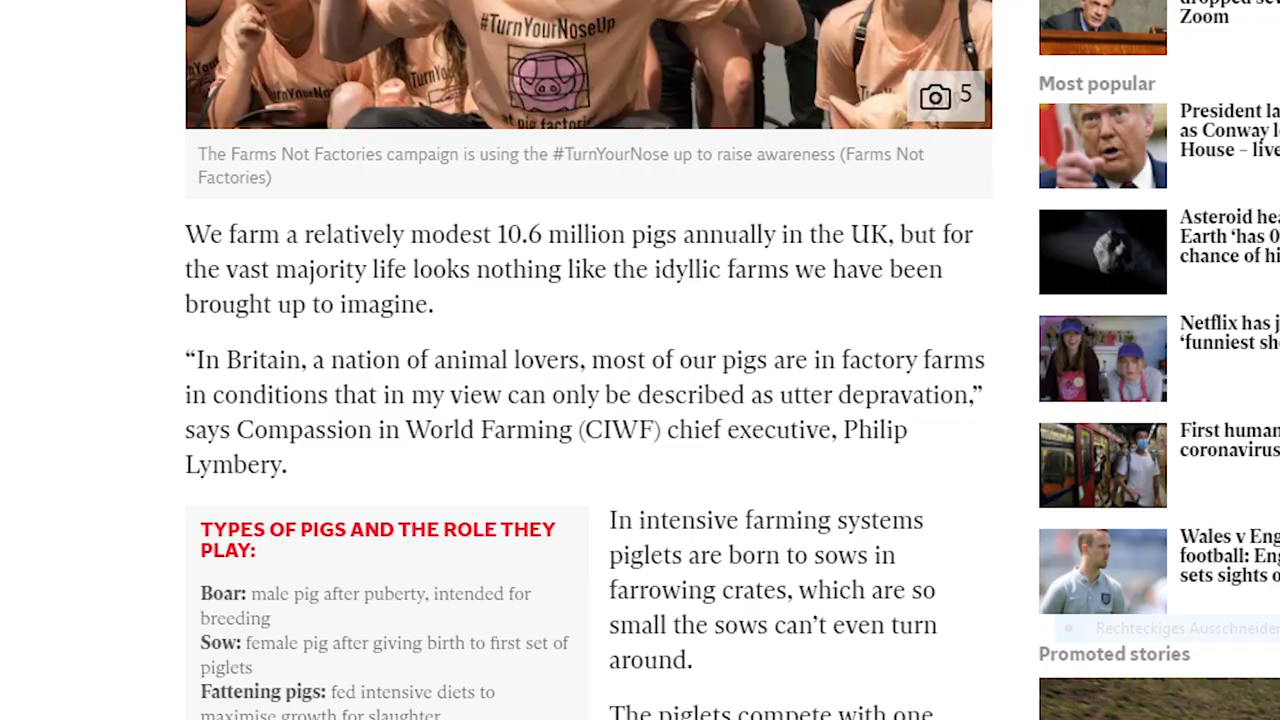 #TurnYourNoseUp
at pig factories
5
The Farms Not Factories campaign is using the #TurnYourNose up to raise awareness (Farms Not
Factories)
We farm a relatively modest 10.6 million pigs annually in the UK, but for
the vast majority life looks nothing like the idyllic farms we have been
brought up to imagine.
“In Britain, a nation of animal lovers, most of our pigs are in factory farms
in conditions that in my view can only be described as utter depravation,”
says Compassion in World Farming (CIWF) chief executive, Philip
Lymbery.
TYPES OF PIGS AND THE ROLE THEY
PLAY:
Boar: male pig after puberty, intended for
breeding
Sow: female pig after giving birth to first set of
piglets
Fattening pigs: fed intensive diets to
maximise growth for slaughter
In intensive farming systems
piglets are born to sows in
farrowing crates, which are so
small the sows can’t even turn
around.
The piglets compete with one
Zoom
Most popular
President la
as Conway l
House – live
Asteroid hea
Earth ‘has 0
chance of hi
Netflix has j
‘funniest sh
First human
coronavirus
Wales v Eng
football: Eng
sets sights o
Rechteckiges Ausschneiden
Promoted stories